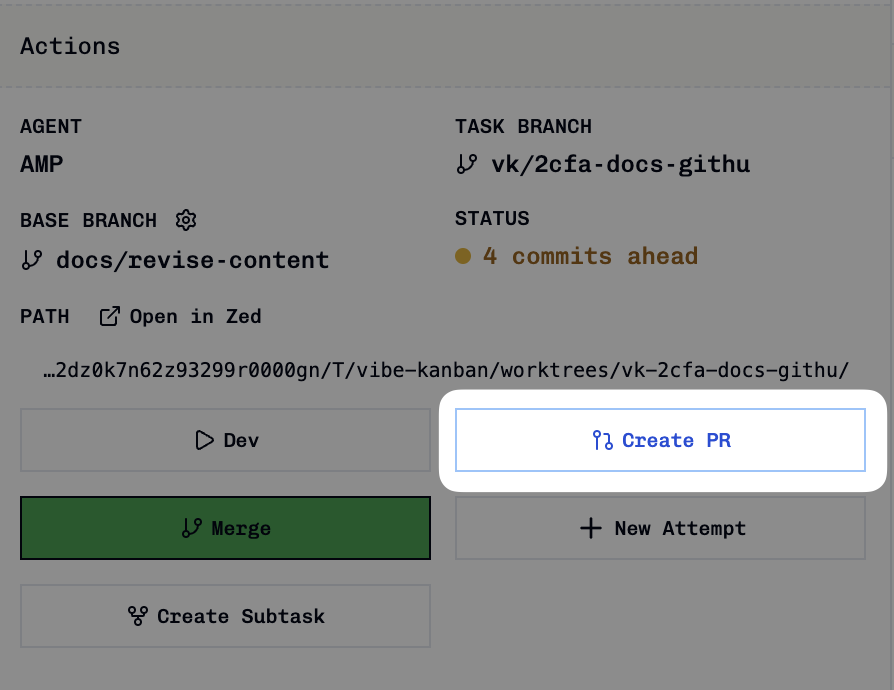 Actions
AGENT
AMP
TASK BRANCH
vk/2cfa-docs-githu
BASE BRANCH
docs/revise-content
STATUS
4 commits ahead
PATH Open in Zed
…2dz0k7n62z93299r0000gn/T/vibe-kanban/worktrees/vk-2cfa-docs-githu/
Dev
Create PR
Merge
New Attempt
Create Subtask